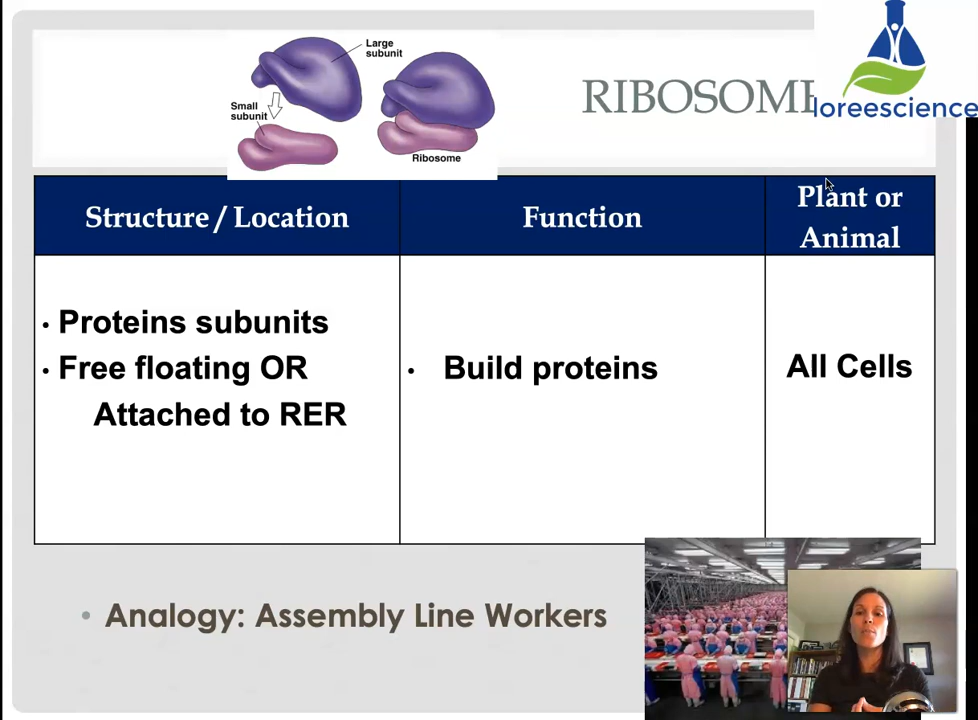 Large
subunit
Small
subunit
Ribosome
RIBOSOME
loreescience
Structure / Location
Function
Plant or
Animal
• Proteins subunits
• Free floating OR
Attached to RER
• Build proteins
All Cells
• Analogy: Assembly Line Workers